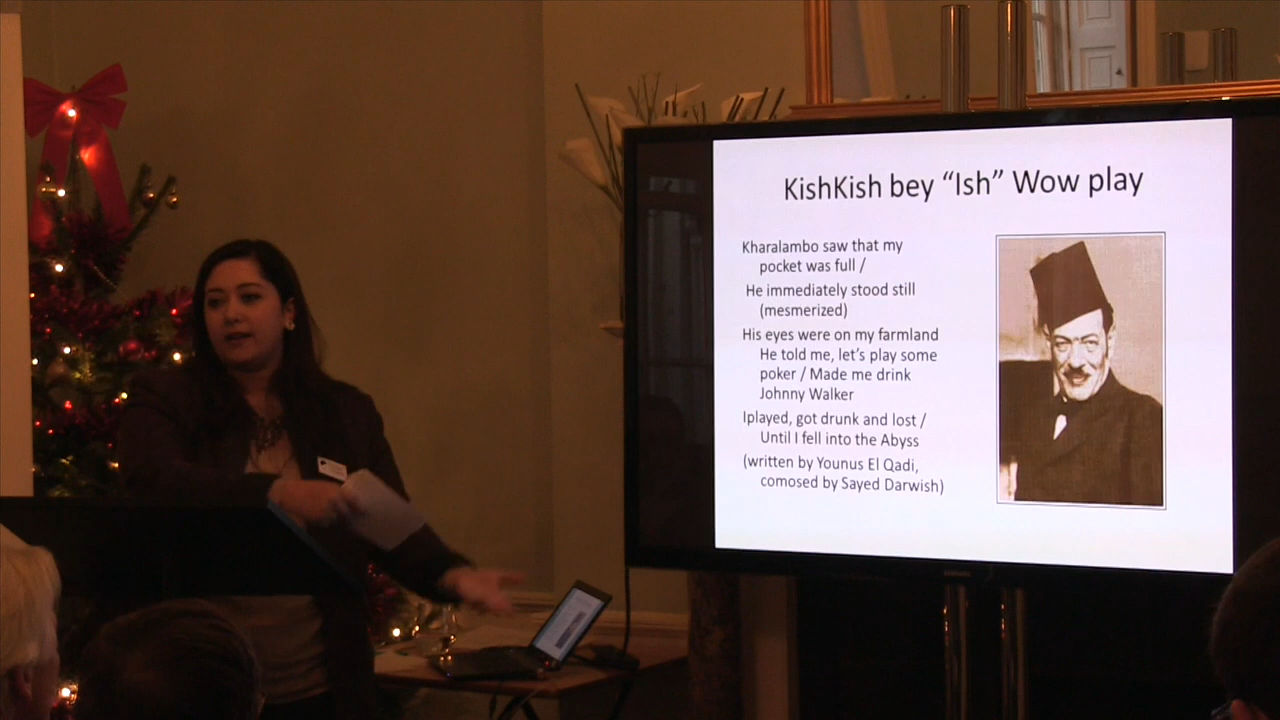 KishKish bey “Ish” Wow play
Kharalambo saw that my
pocket was full /
He immediately stood still
(mesmerized)
His eyes were on my farmland
He told me, let’s play some
poker / Made me drink
Johnny Walker
Iplayed, got drunk and lost /
Until I fell into the Abyss
(written by Younus El Qadi,
comosed by Sayed Darwish)